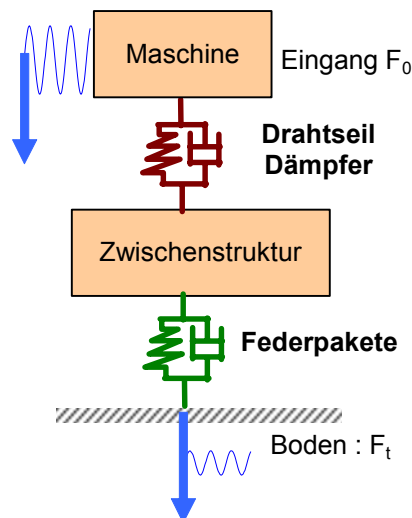 Maschine
Eingang F₀
Drahtseil
Dämpfer
Zwischenstruktur
Federpakete
Boden : Fₜ